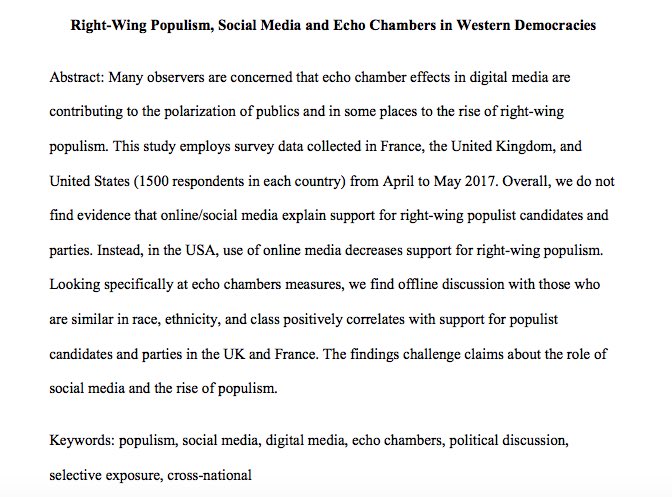 Right-Wing Populism, Social Media and Echo Chambers in Western Democracies
Abstract: Many observers are concerned that echo chamber effects in digital media are
contributing to the polarization of publics and in some places to the rise of right-wing
populism. This study employs survey data collected in France, the United Kingdom, and
United States (1500 respondents in each country) from April to May 2017. Overall, we do not
find evidence that online/social media explain support for right-wing populist candidates and
parties. Instead, in the USA, use of online media decreases support for right-wing populism.
Looking specifically at echo chambers measures, we find offline discussion with those who
are similar in race, ethnicity, and class positively correlates with support for populist
candidates and parties in the UK and France. The findings challenge claims about the role of
social media and the rise of populism.
Keywords: populism, social media, digital media, echo chambers, political discussion,
selective exposure, cross-national